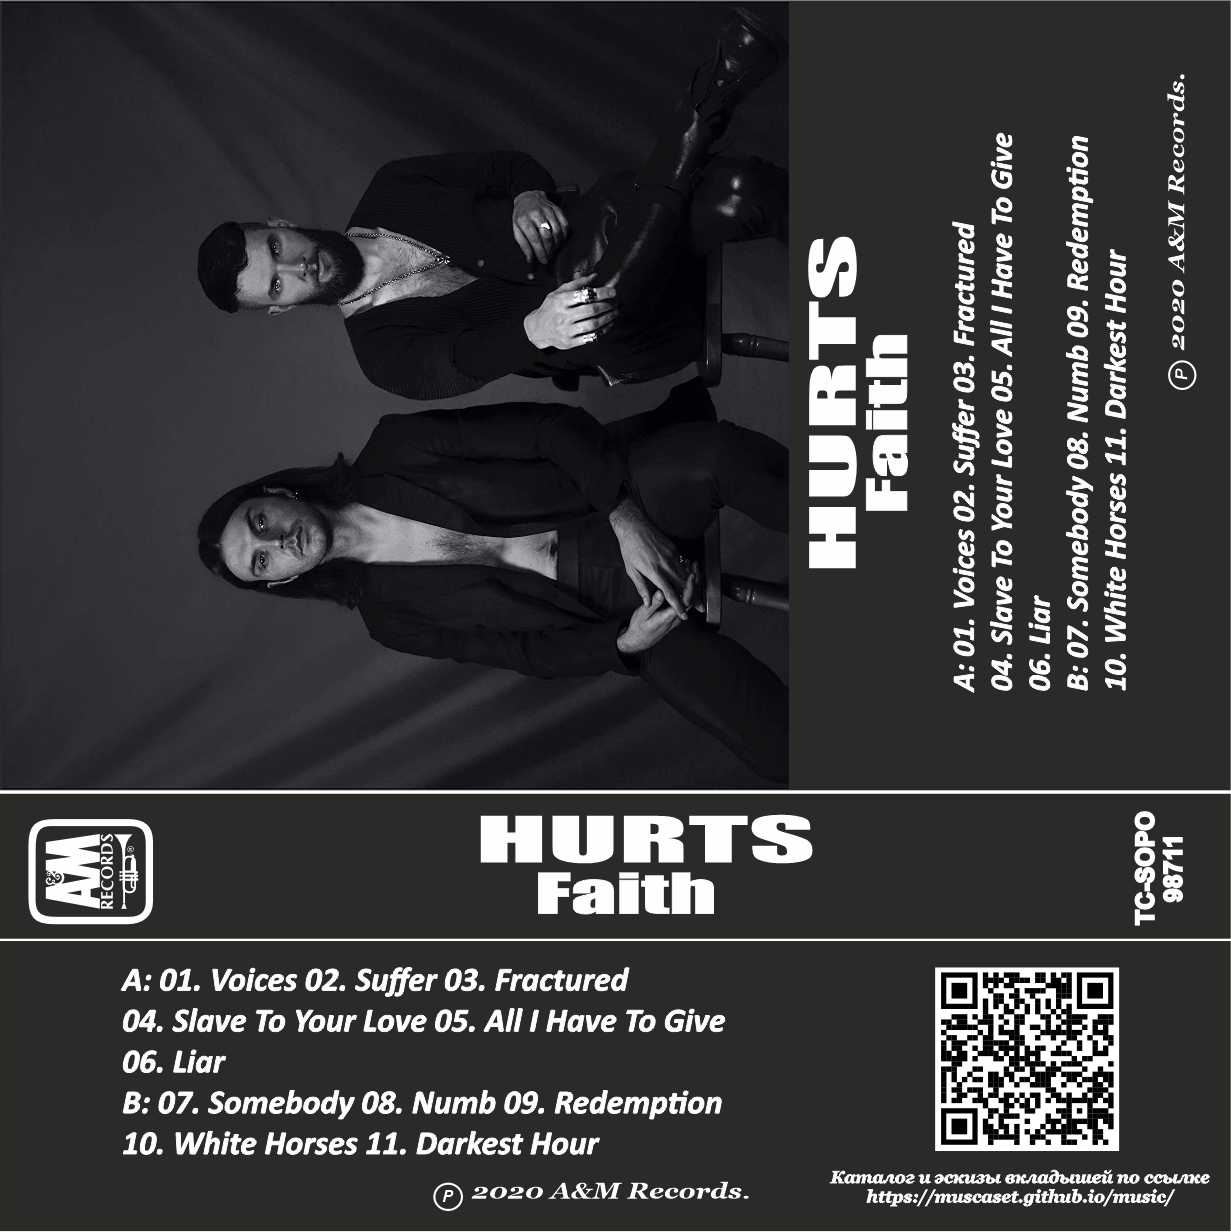 HURTS
Faith
A: 01. Voices 02. Suffer 03. Fractured
04. Slave To Your Love 05. All I Have To Give
06. Liar
B: 07. Somebody 08. Numb 09. Redemption
10. White Horses 11. Darkest Hour
Ⓟ 2020 A&M Records.
A&M
RECORDS
®
HURTS
Faith
TC-SOPO
98711
A: 01. Voices 02. Suffer 03. Fractured
04. Slave To Your Love 05. All I Have To Give
06. Liar
B: 07. Somebody 08. Numb 09. Redemption
10. White Horses 11. Darkest Hour
Ⓟ 2020 A&M Records.
Каталог и эскизы вкладышей по ссылке
https://muscaset.github.io/music/